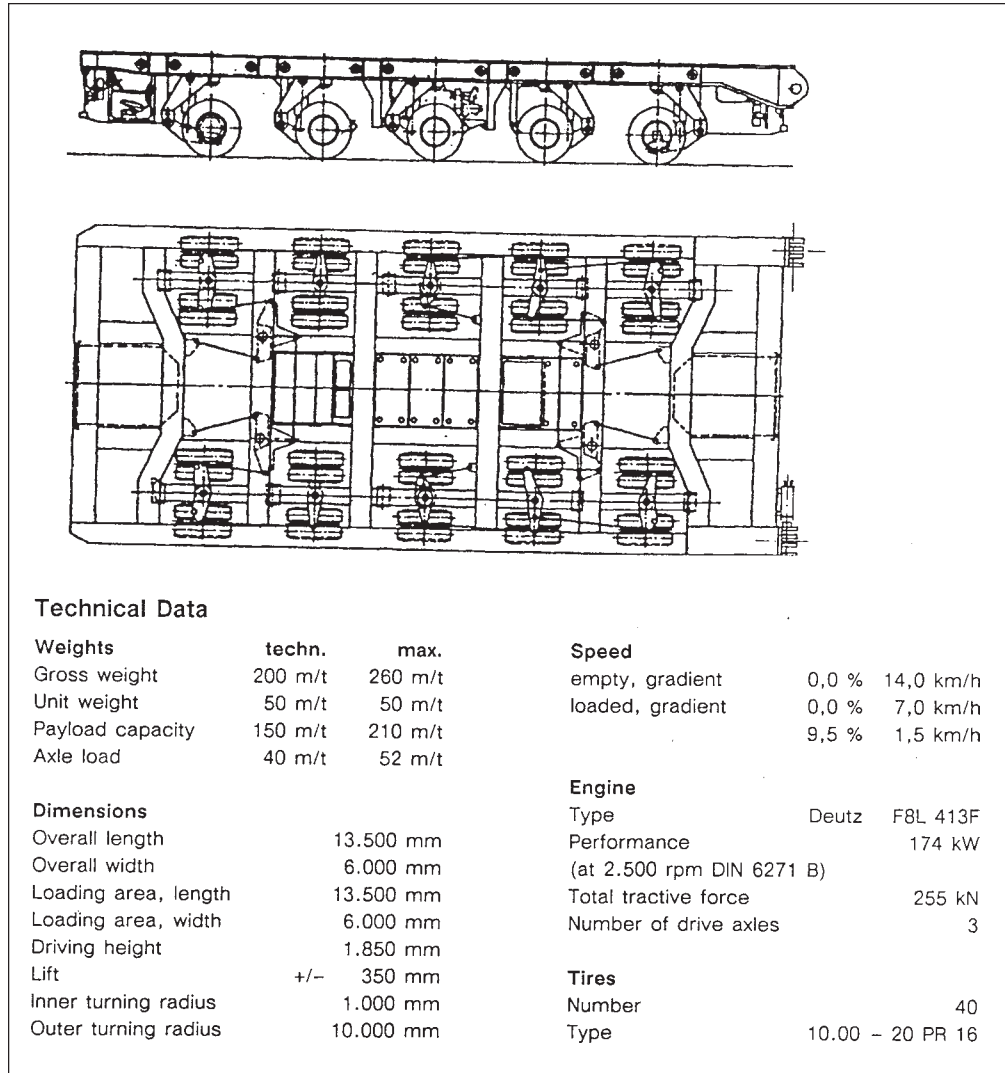 Technical Data
Weights techn. max.
Gross weight 200 m/t 260 m/t
Unit weight 50 m/t 50 m/t
Payload capacity 150 m/t 210 m/t
Axle load 40 m/t 52 m/t
Dimensions
Overall length 13.500 mm
Overall width 6.000 mm
Loading area, length 13.500 mm
Loading area, width 6.000 mm
Driving height 1.850 mm
Lift +/– 350 mm
Inner turning radius 1.000 mm
Outer turning radius 10.000 mm
Speed
empty, gradient 0,0 % 14,0 km/h
loaded, gradient 0,0 % 7,0 km/h
9,5 % 1,5 km/h
Engine
Type Deutz F8L 413F
Performance 174 kW
(at 2.500 rpm DIN 6271 B)
Total tractive force 255 kN
Number of drive axles 3
Tires
Number 40
Type 10.00 – 20 PR 16